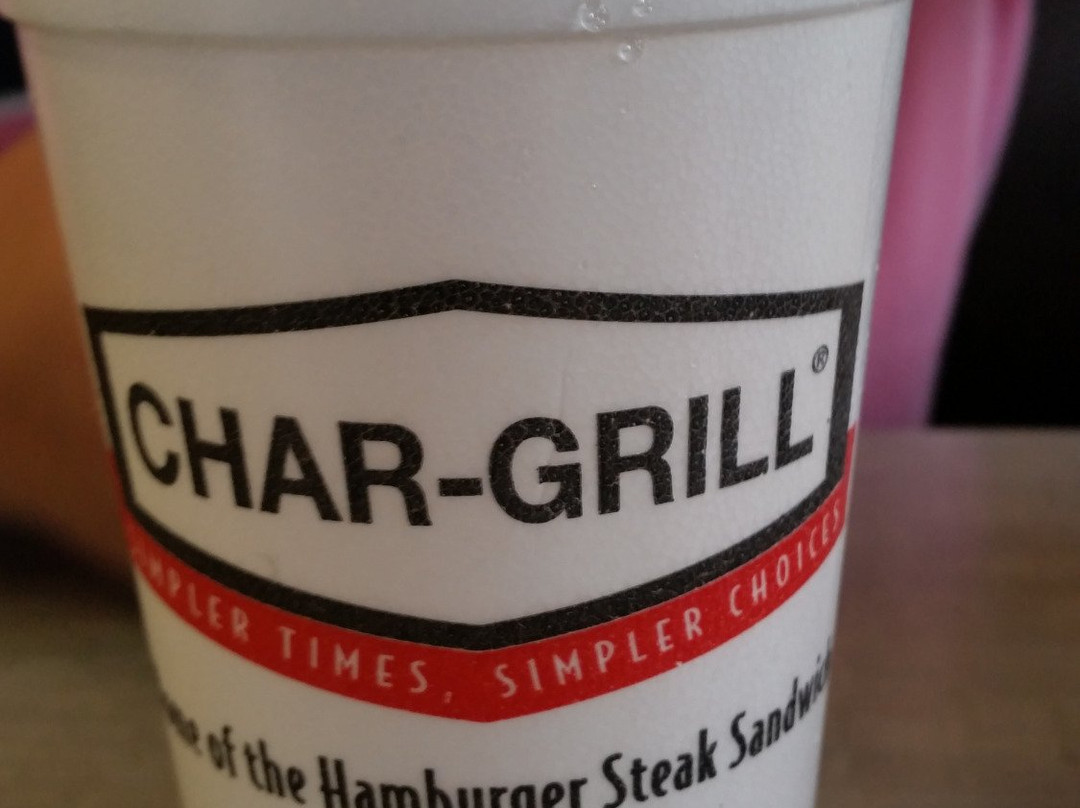 CHAR-GRILL®
SIMPLER TIMES, SIMPLER CHOICES
of the Hamburger Steak Sandwich